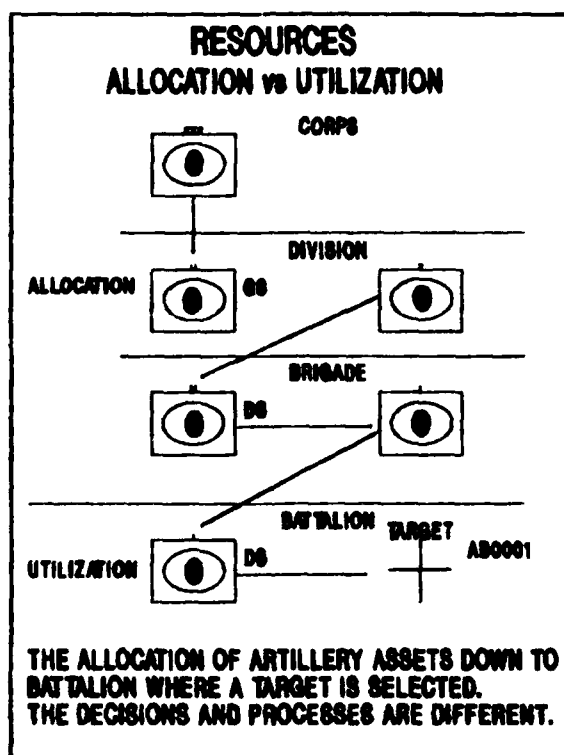 RESOURCES
ALLOCATION vs UTILIZATION
CORPS
DIVISION
ALLOCATION
GS
BRIGADE
DS
BATTALION
TARGET
AB0001
UTILIZATION
DS
THE ALLOCATION OF ARTILLERY ASSETS DOWN TO
BATTALION WHERE A TARGET IS SELECTED.
THE DECISIONS AND PROCESSES ARE DIFFERENT.